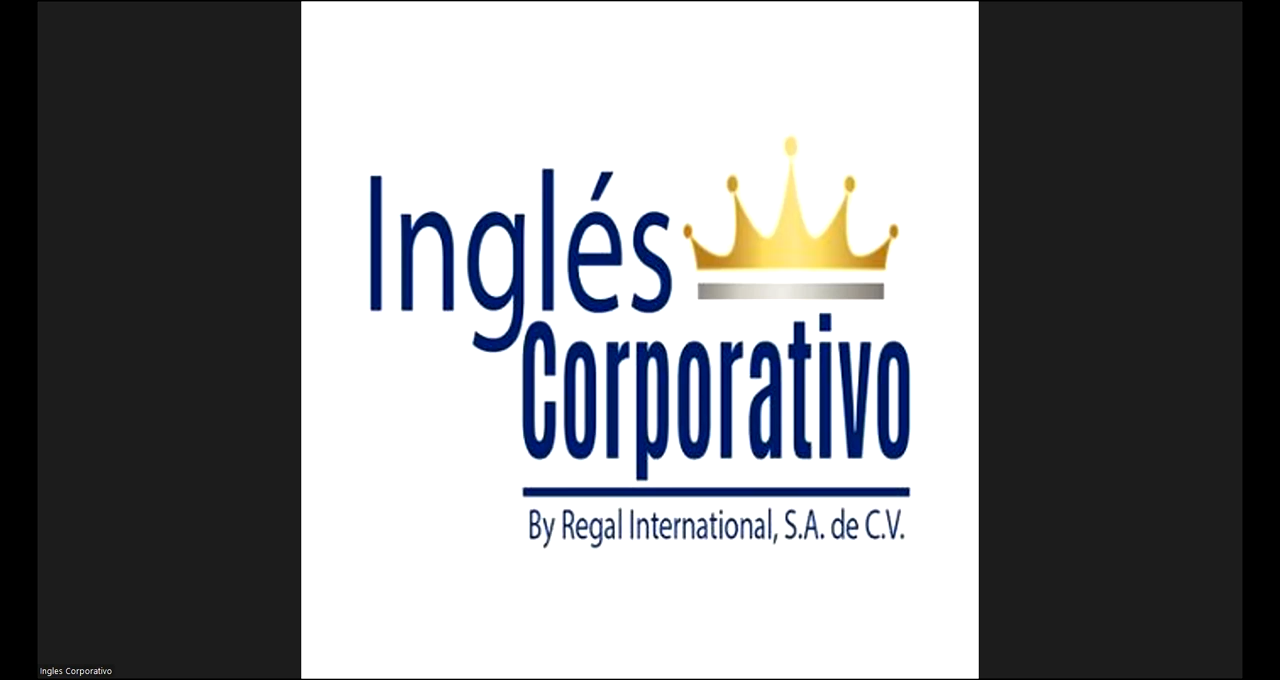 Inglés
Corporativo
By Regal International, S.A. de C.V.
Ingles Corporativo